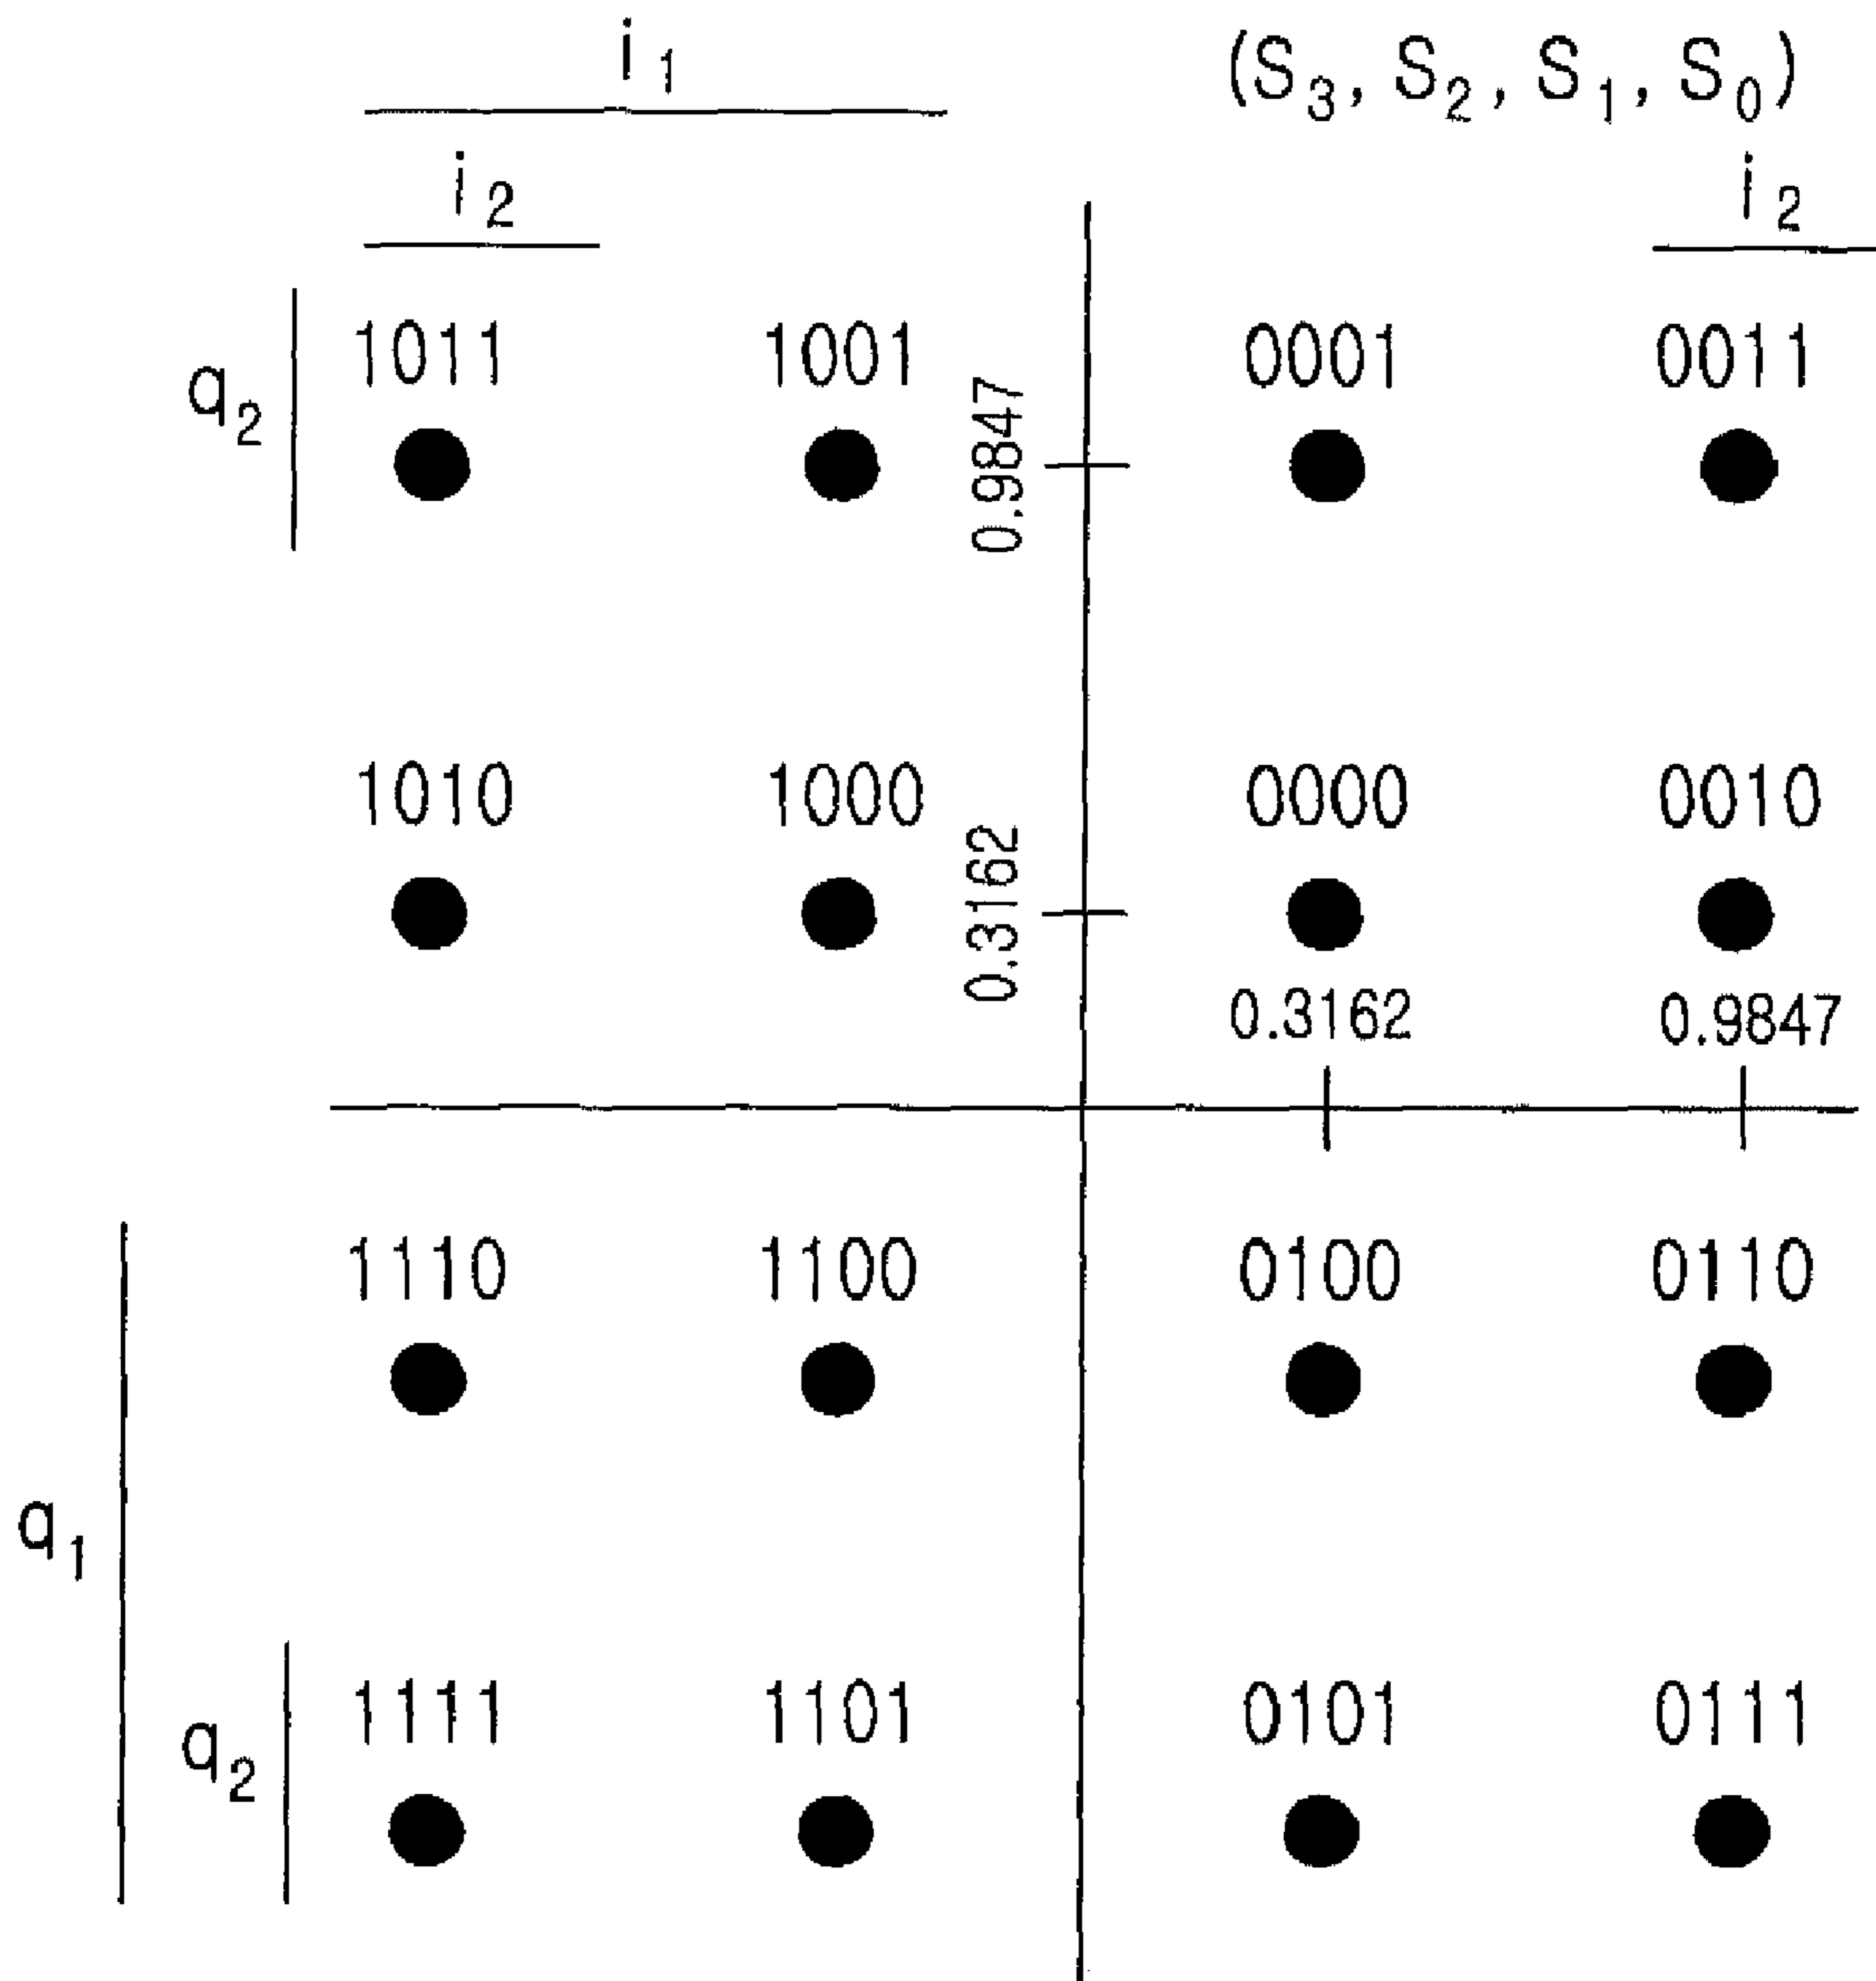 i₁ (S₃, S₂, S₁, S₀)
i₂ i₂
1011 1001 0001 0011
q₂
0.9847
1010 1000 0000 0010
0.3162
0.3162 0.9847
1110 1100 0100 0110
q₁
1111 1101 0101 0111
q₂